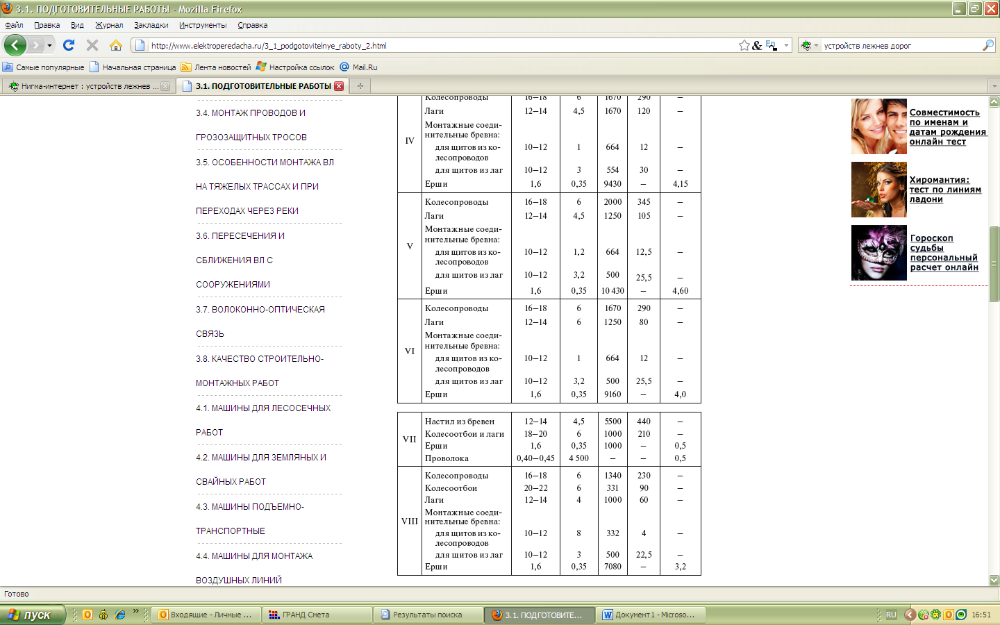 3.1. ПОДГОТОВИТЕЛЬНЫЕ РАБОТЫ - Mozilla Firefox
Файл Правка Вид Журнал Закладки Инструменты Справка
http://www.elektroperedacha.ru/3_1_podgotovitelnye_raboty_2.html устройств лежнев дорог
Самые популярные Начальная страница Лента новостей Настройка ссылок Mail.Ru
Нигма-интернет : устройств лежнев ... 3.1. ПОДГОТОВИТЕЛЬНЫЕ РАБОТЫ
3.4. МОНТАЖ ПРОВОДОВ И
ГРОЗОЗАЩИТНЫХ ТРОСОВ
3.5. ОСОБЕННОСТИ МОНТАЖА ВЛ
НА ТЯЖЕЛЫХ ТРАССАХ И ПРИ
ПЕРЕХОДАХ ЧЕРЕЗ РЕКИ
3.6. ПЕРЕСЕЧЕНИЯ И
СБЛИЖЕНИЯ ВЛ С
СООРУЖЕНИЯМИ
3.7. ВОЛОКОННО-ОПТИЧЕСКАЯ
СВЯЗЬ
3.8. КАЧЕСТВО СТРОИТЕЛЬНО-
МОНТАЖНЫХ РАБОТ
4.1. МАШИНЫ ДЛЯ ЛЕСОСЕЧНЫХ
РАБОТ
4.2. МАШИНЫ ДЛЯ ЗЕМЛЯНЫХ И
СВАЙНЫХ РАБОТ
4.3. МАШИНЫ ПОДЪЕМНО-
ТРАНСПОРТНЫЕ
4.4. МАШИНЫ ДЛЯ МОНТАЖА
ВОЗДУШНЫХ ЛИНИЙ
Колесопроводы 16–18 6 1670 290 –
Лаги 12–14 4,5 1670 120 –
Монтажные соеди-
нительные бревна:
IV
для щитов из ко- 10–12 1 664 12 –
лесопроводов
для щитов из лаг 10–12 3 554 30 –
Ерши 1,6 0,35 9430 – 4,15
Колесопроводы 16–18 6 2000 345 –
Лаги 12–14 4,5 1250 105 –
Монтажные соеди-
нительные бревна:
V
для щитов из ко- 10–12 1,2 664 12,5 –
лесопроводов
для щитов из лаг 10–12 3,2 500 25,5 –
Ерши 1,6 0,35 10 430 – 4,60
Колесопроводы 16–18 6 1670 290 –
Лаги 12–14 6 1250 80 –
Монтажные соеди-
нительные бревна:
VI
для щитов из ко- 10–12 1 664 12 –
лесопроводов
для щитов из лаг 10–12 3,2 500 25,5 –
Ерши 1,6 0,35 9160 – 4,0
Настил из бревен 12–14 4,5 5500 440 –
Колесоотбои и лаги 18–20 6 1000 210 –
VII
Ерши 1,6 0,35 1000 – 0,5
Проволока 0,40–0,45 4 500 – – 0,5
Колесопроводы 16–18 6 1340 230 –
Колесоотбои 20–22 6 331 90 –
Лаги 12–14 4 1000 60 –
Монтажные соеди-
нительные бревна:
VIII
для щитов из ко- 10–12 8 332 4 –
лесопроводов
для щитов из лаг 10–12 3 500 22,5 –
Ерши 1,6 0,35 7080 – 3,2
Совместимость
по именам и
датам рождения
онлайн тест
Хиромантия:
тест по линиям
ладони
Гороскоп
судьбы
персональный
расчет онлайн
Готово
пуск Входящие - Личные ... ГРАНД Смета Результаты поиска 3.1. ПОДГОТОВИТЕ... Документ1 - Microso... RU 16:51